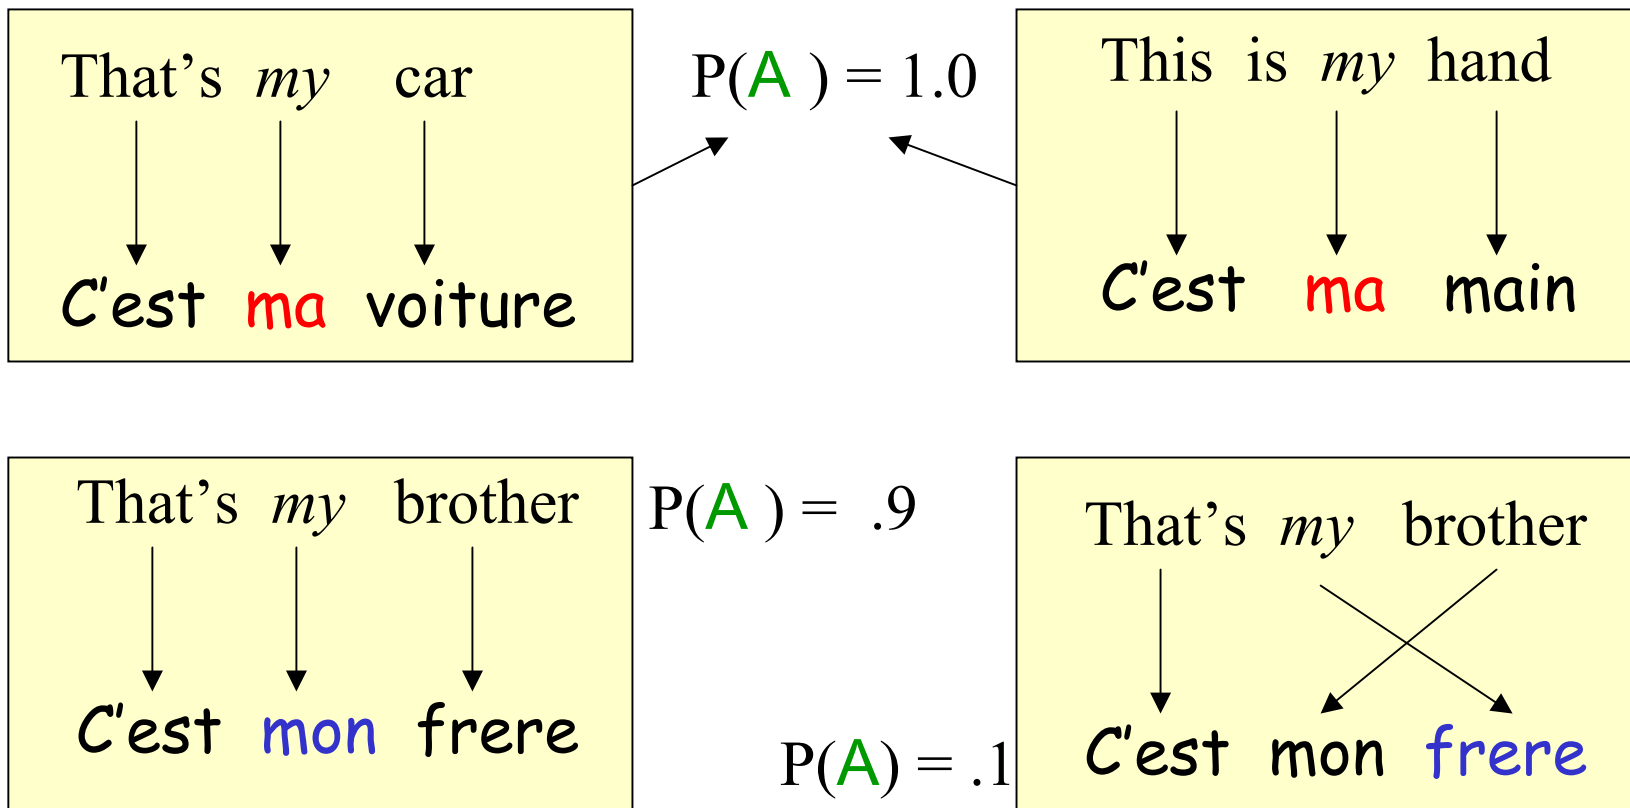 That's my car
C'est ma voiture
P(A ) = 1.0
This is my hand
C'est ma main
That's my brother
C'est mon frere
P(A ) = .9
P(A) = .1
That's my brother
C'est mon frere